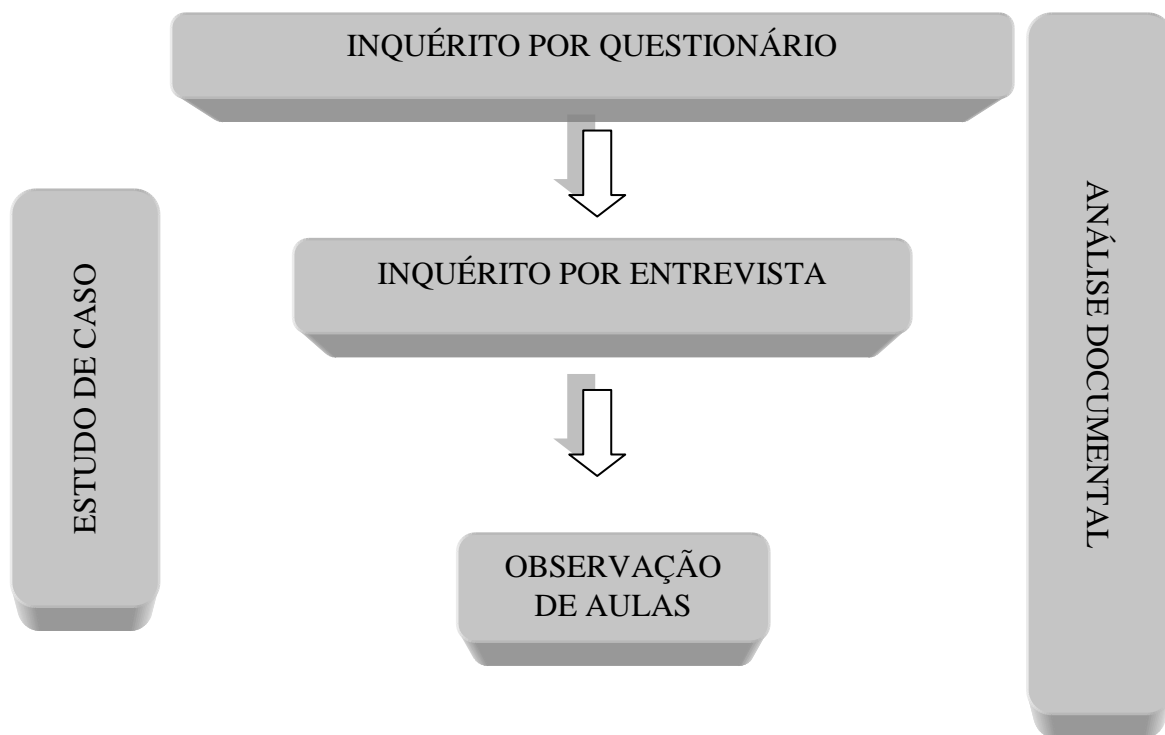 INQUÉRITO POR QUESTIONÁRIO
INQUÉRITO POR ENTREVISTA
OBSERVAÇÃO
DE AULAS
ESTUDO DE CASO
ANÁLISE DOCUMENTAL